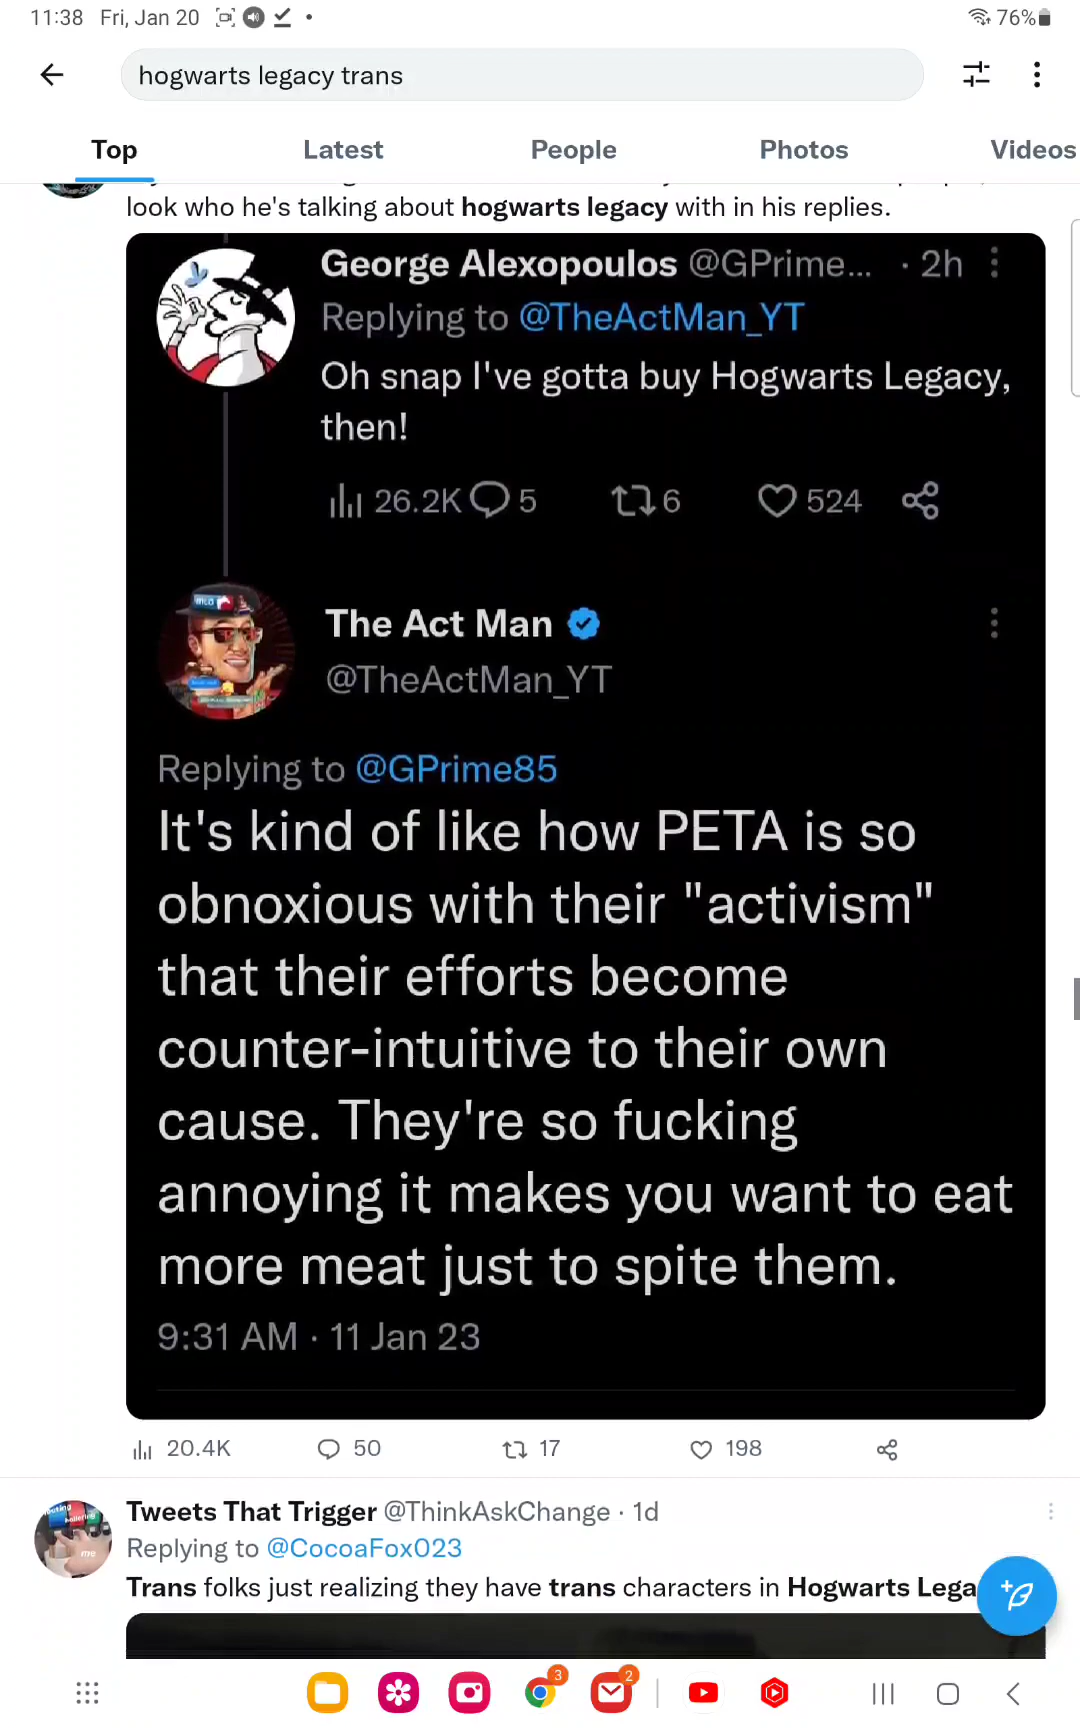 11:38 Fri, Jan 20 76%
hogwarts legacy trans
Top Latest People Photos Videos
look who he's talking about hogwarts legacy with in his replies.
George Alexopoulos @GPrime... · 2h
Replying to @TheActMan_YT
Oh snap I've gotta buy Hogwarts Legacy,
then!
26.2K 5 6 524
The Act Man
@TheActMan_YT
Replying to @GPrime85
It's kind of like how PETA is so
obnoxious with their "activism"
that their efforts become
counter-intuitive to their own
cause. They're so fucking
annoying it makes you want to eat
more meat just to spite them.
9:31 AM · 11 Jan 23
20.4K 50 17 198
Tweets That Trigger @ThinkAskChange · 1d
Replying to @CocoaFox023
Trans folks just realizing they have trans characters in Hogwarts Lega
me
3 2